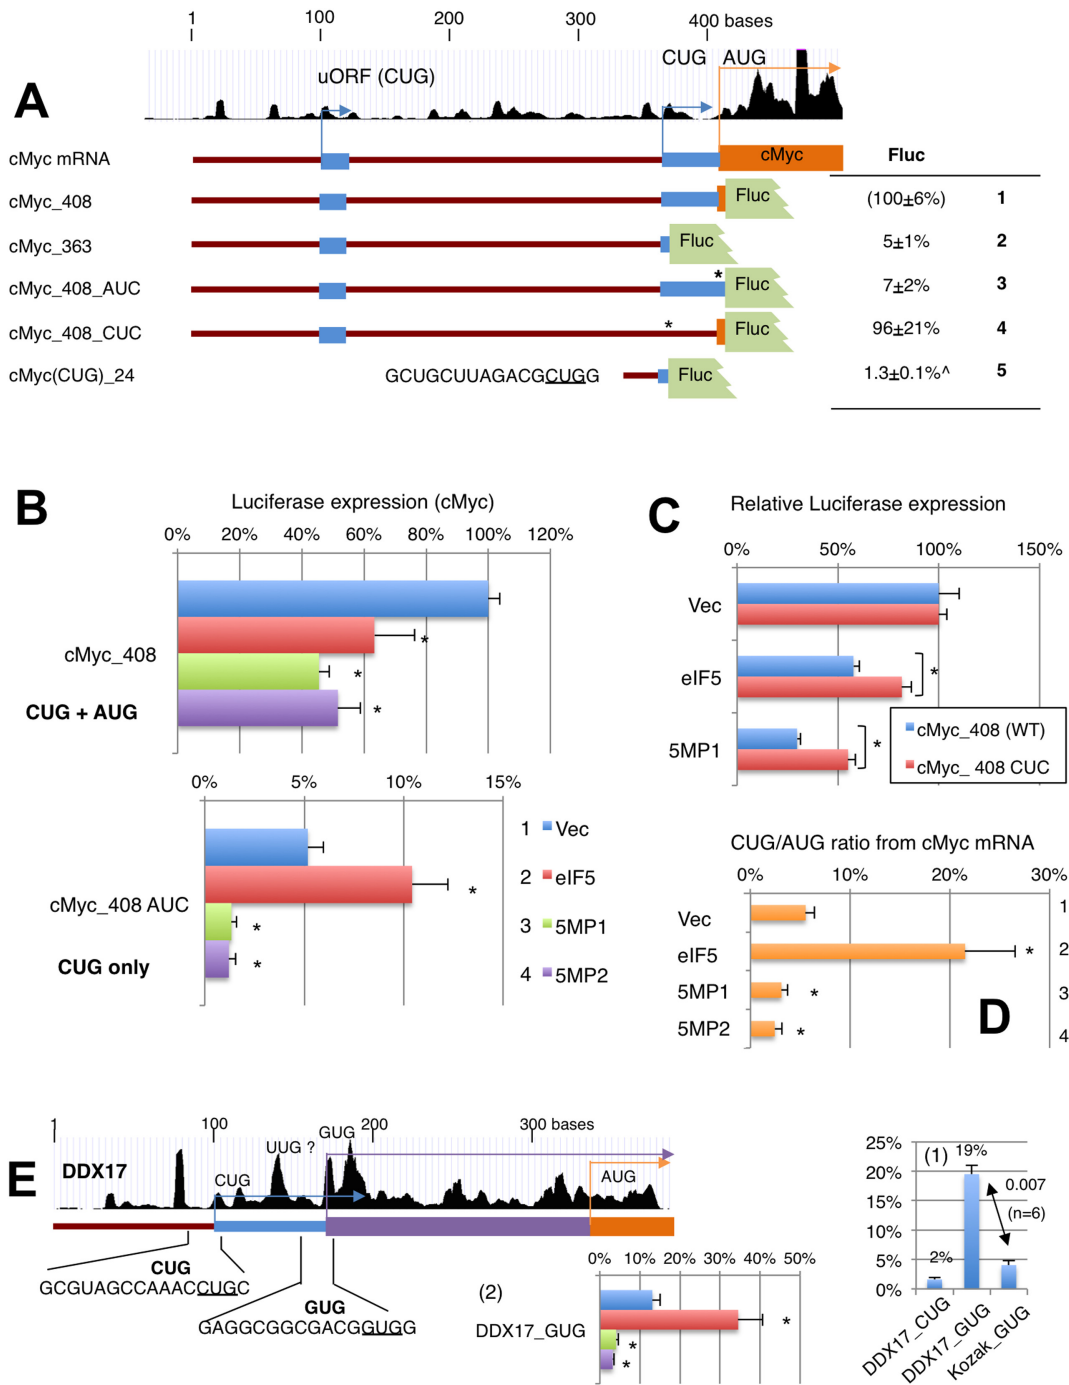 1 100 200 300 400 bases
CUG AUG
uORF (CUG)
A
cMyc mRNA cMyc Fluc
cMyc_408 Fluc (100±6%) 1
cMyc_363 Fluc 5±1% 2
*
cMyc_408_AUC Fluc 7±2% 3
*
cMyc_408_CUC Fluc 96±21% 4
cMyc(CUG)_24 GCUGCUUAGACGCUGG Fluc 1.3±0.1%^ 5
B
Luciferase expression (cMyc)
0% 20% 40% 60% 80% 100% 120%
cMyc_408
CUG + AUG
*
*
*
0% 5% 10% 15%
cMyc_408 AUC
CUG only
*
*
*
1 Vec
2 eIF5
3 5MP1
4 5MP2
C
Relative Luciferase expression
0% 50% 100% 150%
Vec
eIF5 *
5MP1 *
cMyc_408 (WT)
cMyc_ 408 CUC
CUG/AUG ratio from cMyc mRNA
0% 10% 20% 30%
Vec 1
eIF5 * 2
5MP1 * 3
5MP2 * 4
D
E
1 100 200 300 bases
DDX17
CUG
UUG ?
GUG
AUG
CUG
GCGUAGCCAAACCUGC
GUG
GAGGCGGCGACGGUGG
(2)
0% 10% 20% 30% 40% 50%
DDX17_GUG
*
*
*
(1)
25%
20%
15%
10%
5%
0%
19%
2%
0.007
(n=6)
DDX17_CUG
DDX17_GUG
Kozak_GUG